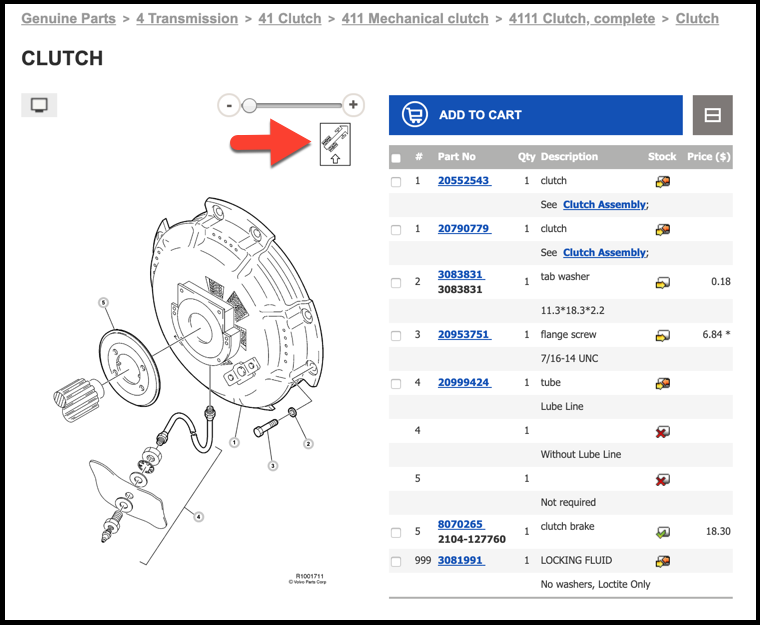 Genuine Parts > 4 Transmission > 41 Clutch > 411 Mechanical clutch > 4111 Clutch, complete > Clutch
CLUTCH
- +
5
1
2
3
4
R1001711
© Volvo Parts Corp
ADD TO CART
# Part No Qty Description Stock Price ($)
1 20552543 1 clutch
See Clutch Assembly;
1 20790779 1 clutch
See Clutch Assembly;
2 3083831 1 tab washer 0.18
3083831
11.3*18.3*2.2
3 20953751 1 flange screw 6.84 *
7/16-14 UNC
4 20999424 1 tube
Lube Line
4 1
Without Lube Line
5 1
Not required
5 8070265 1 clutch brake 18.30
2104-127760
999 3081991 1 LOCKING FLUID
No washers, Loctite Only